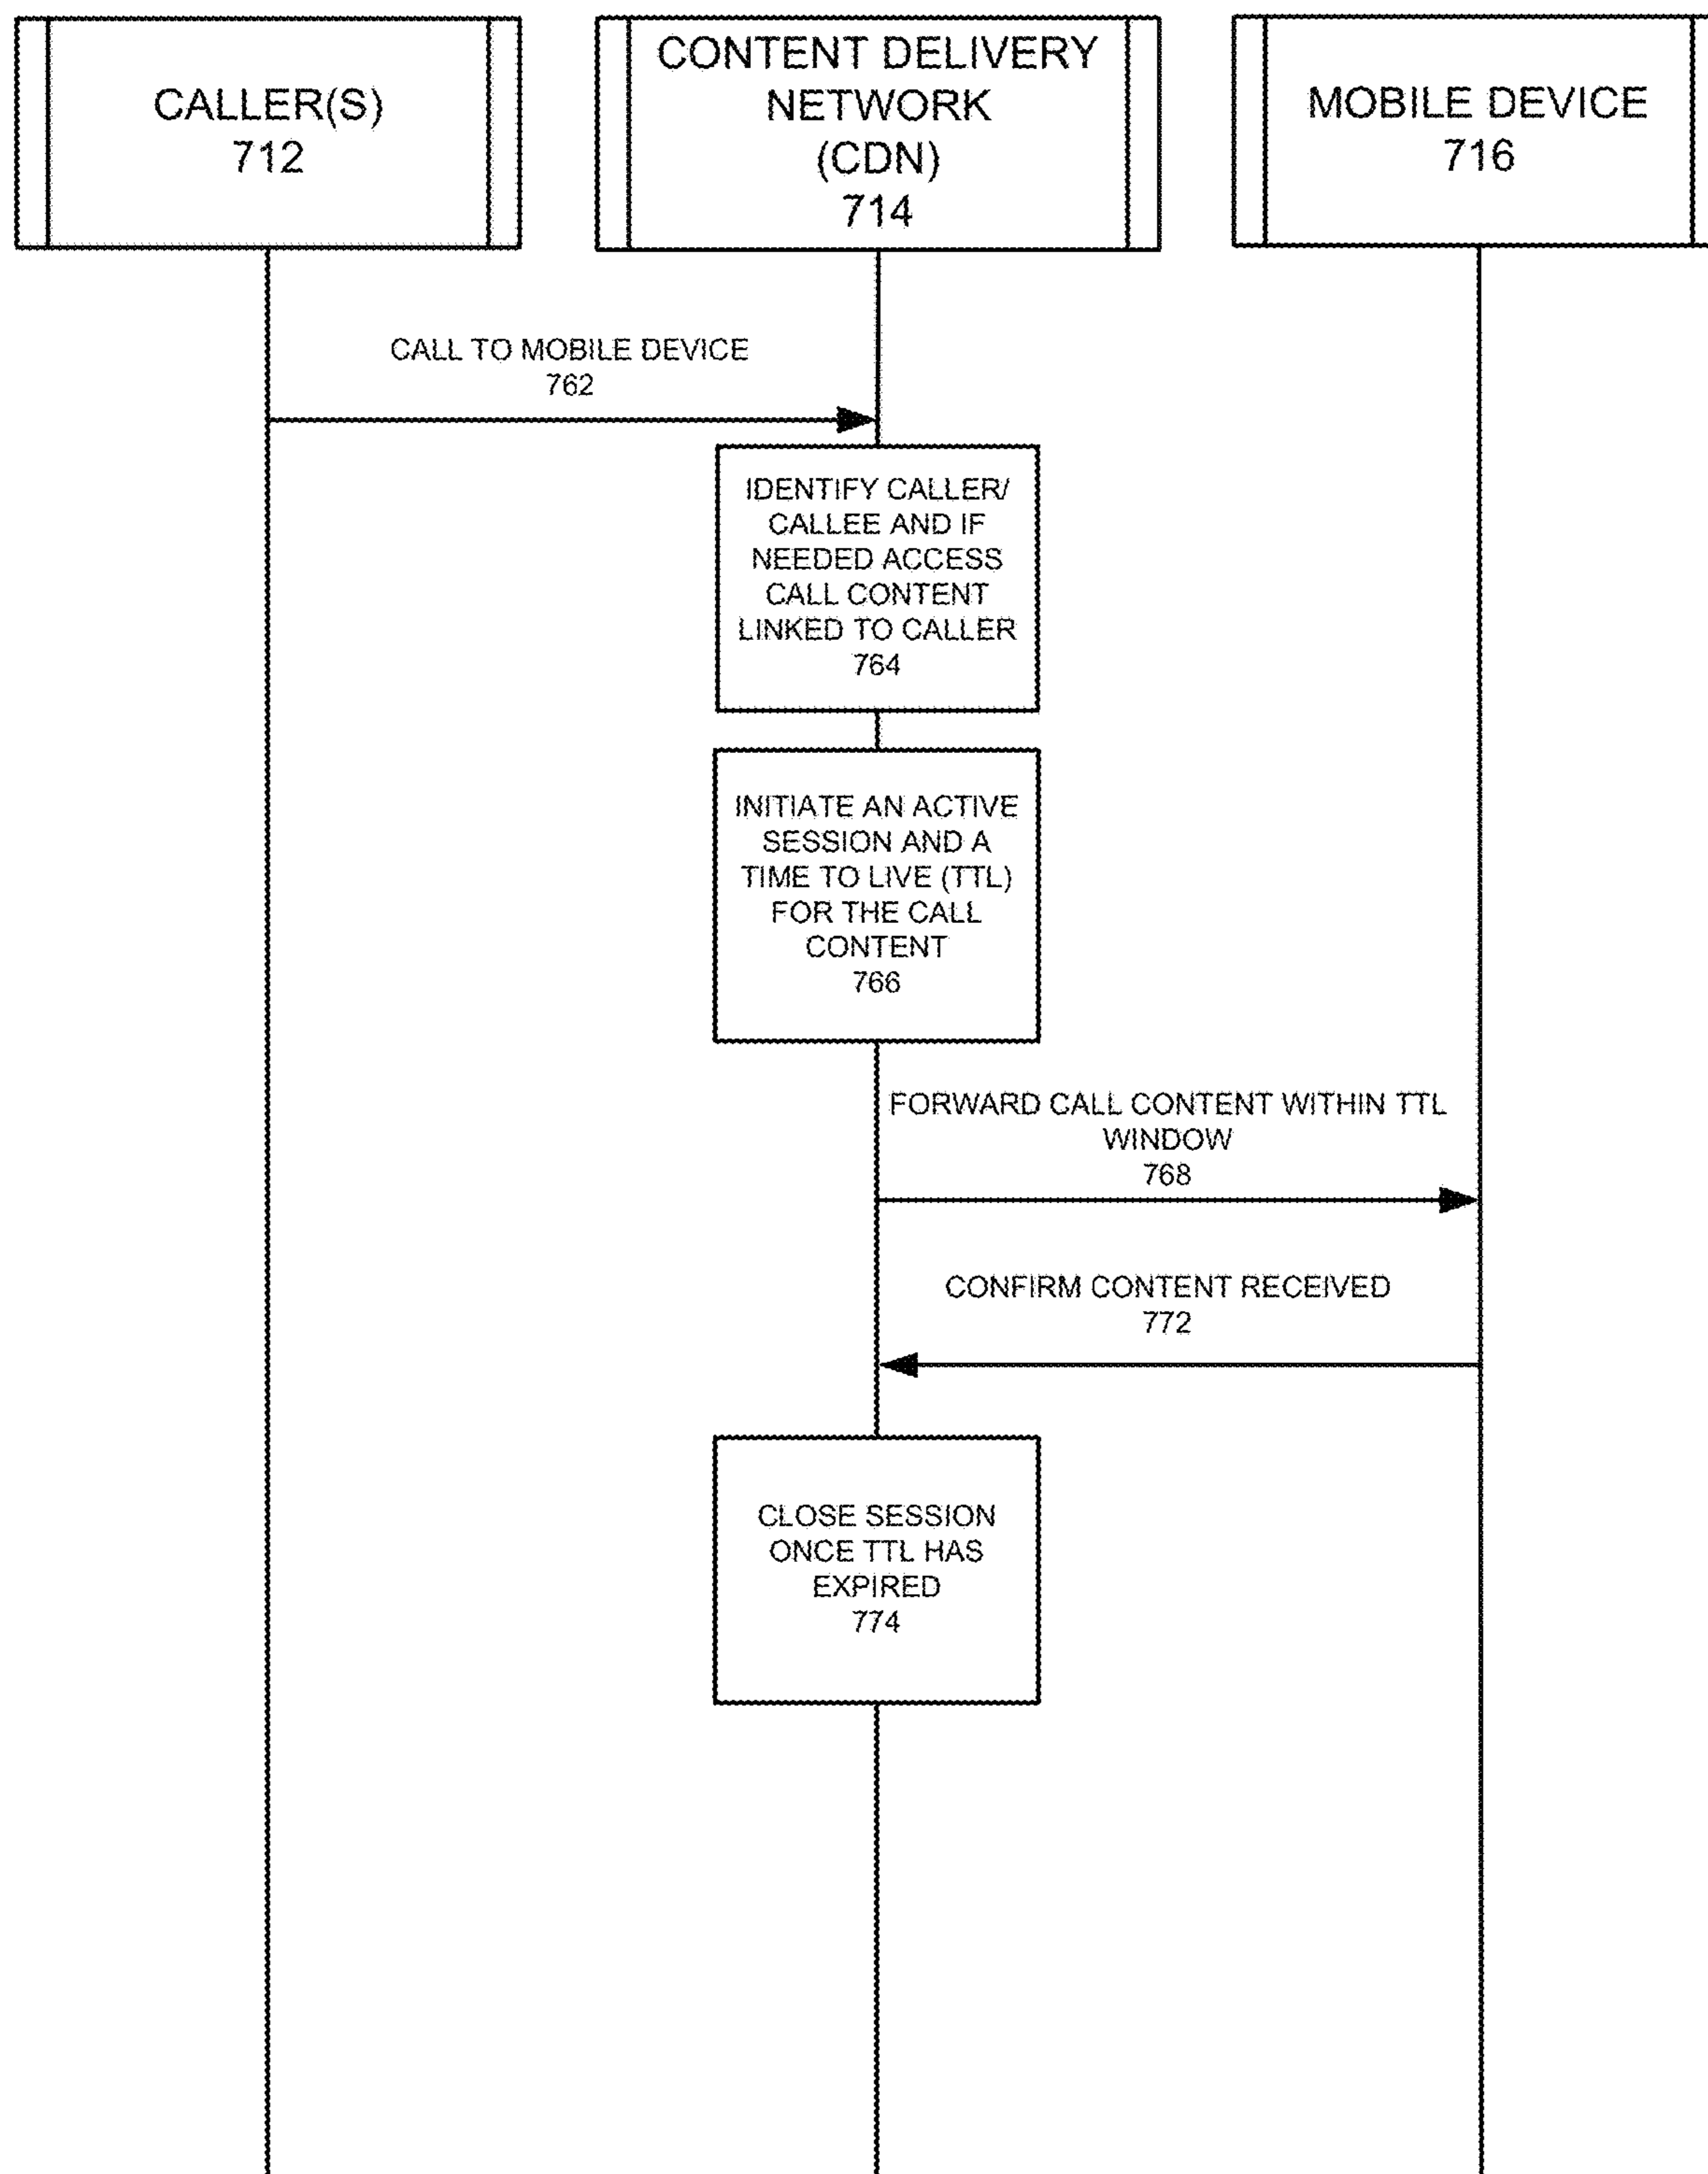 CALLER(S)
712
CONTENT DELIVERY
NETWORK
(CDN)
714
MOBILE DEVICE
716
CALL TO MOBILE DEVICE
762
IDENTIFY CALLER/
CALLEE AND IF
NEEDED ACCESS
CALL CONTENT
LINKED TO CALLER
764
INITIATE AN ACTIVE
SESSION AND A
TIME TO LIVE (TTL)
FOR THE CALL
CONTENT
766
FORWARD CALL CONTENT WITHIN TTL
WINDOW
768
CONFIRM CONTENT RECEIVED
772
CLOSE SESSION
ONCE TTL HAS
EXPIRED
774